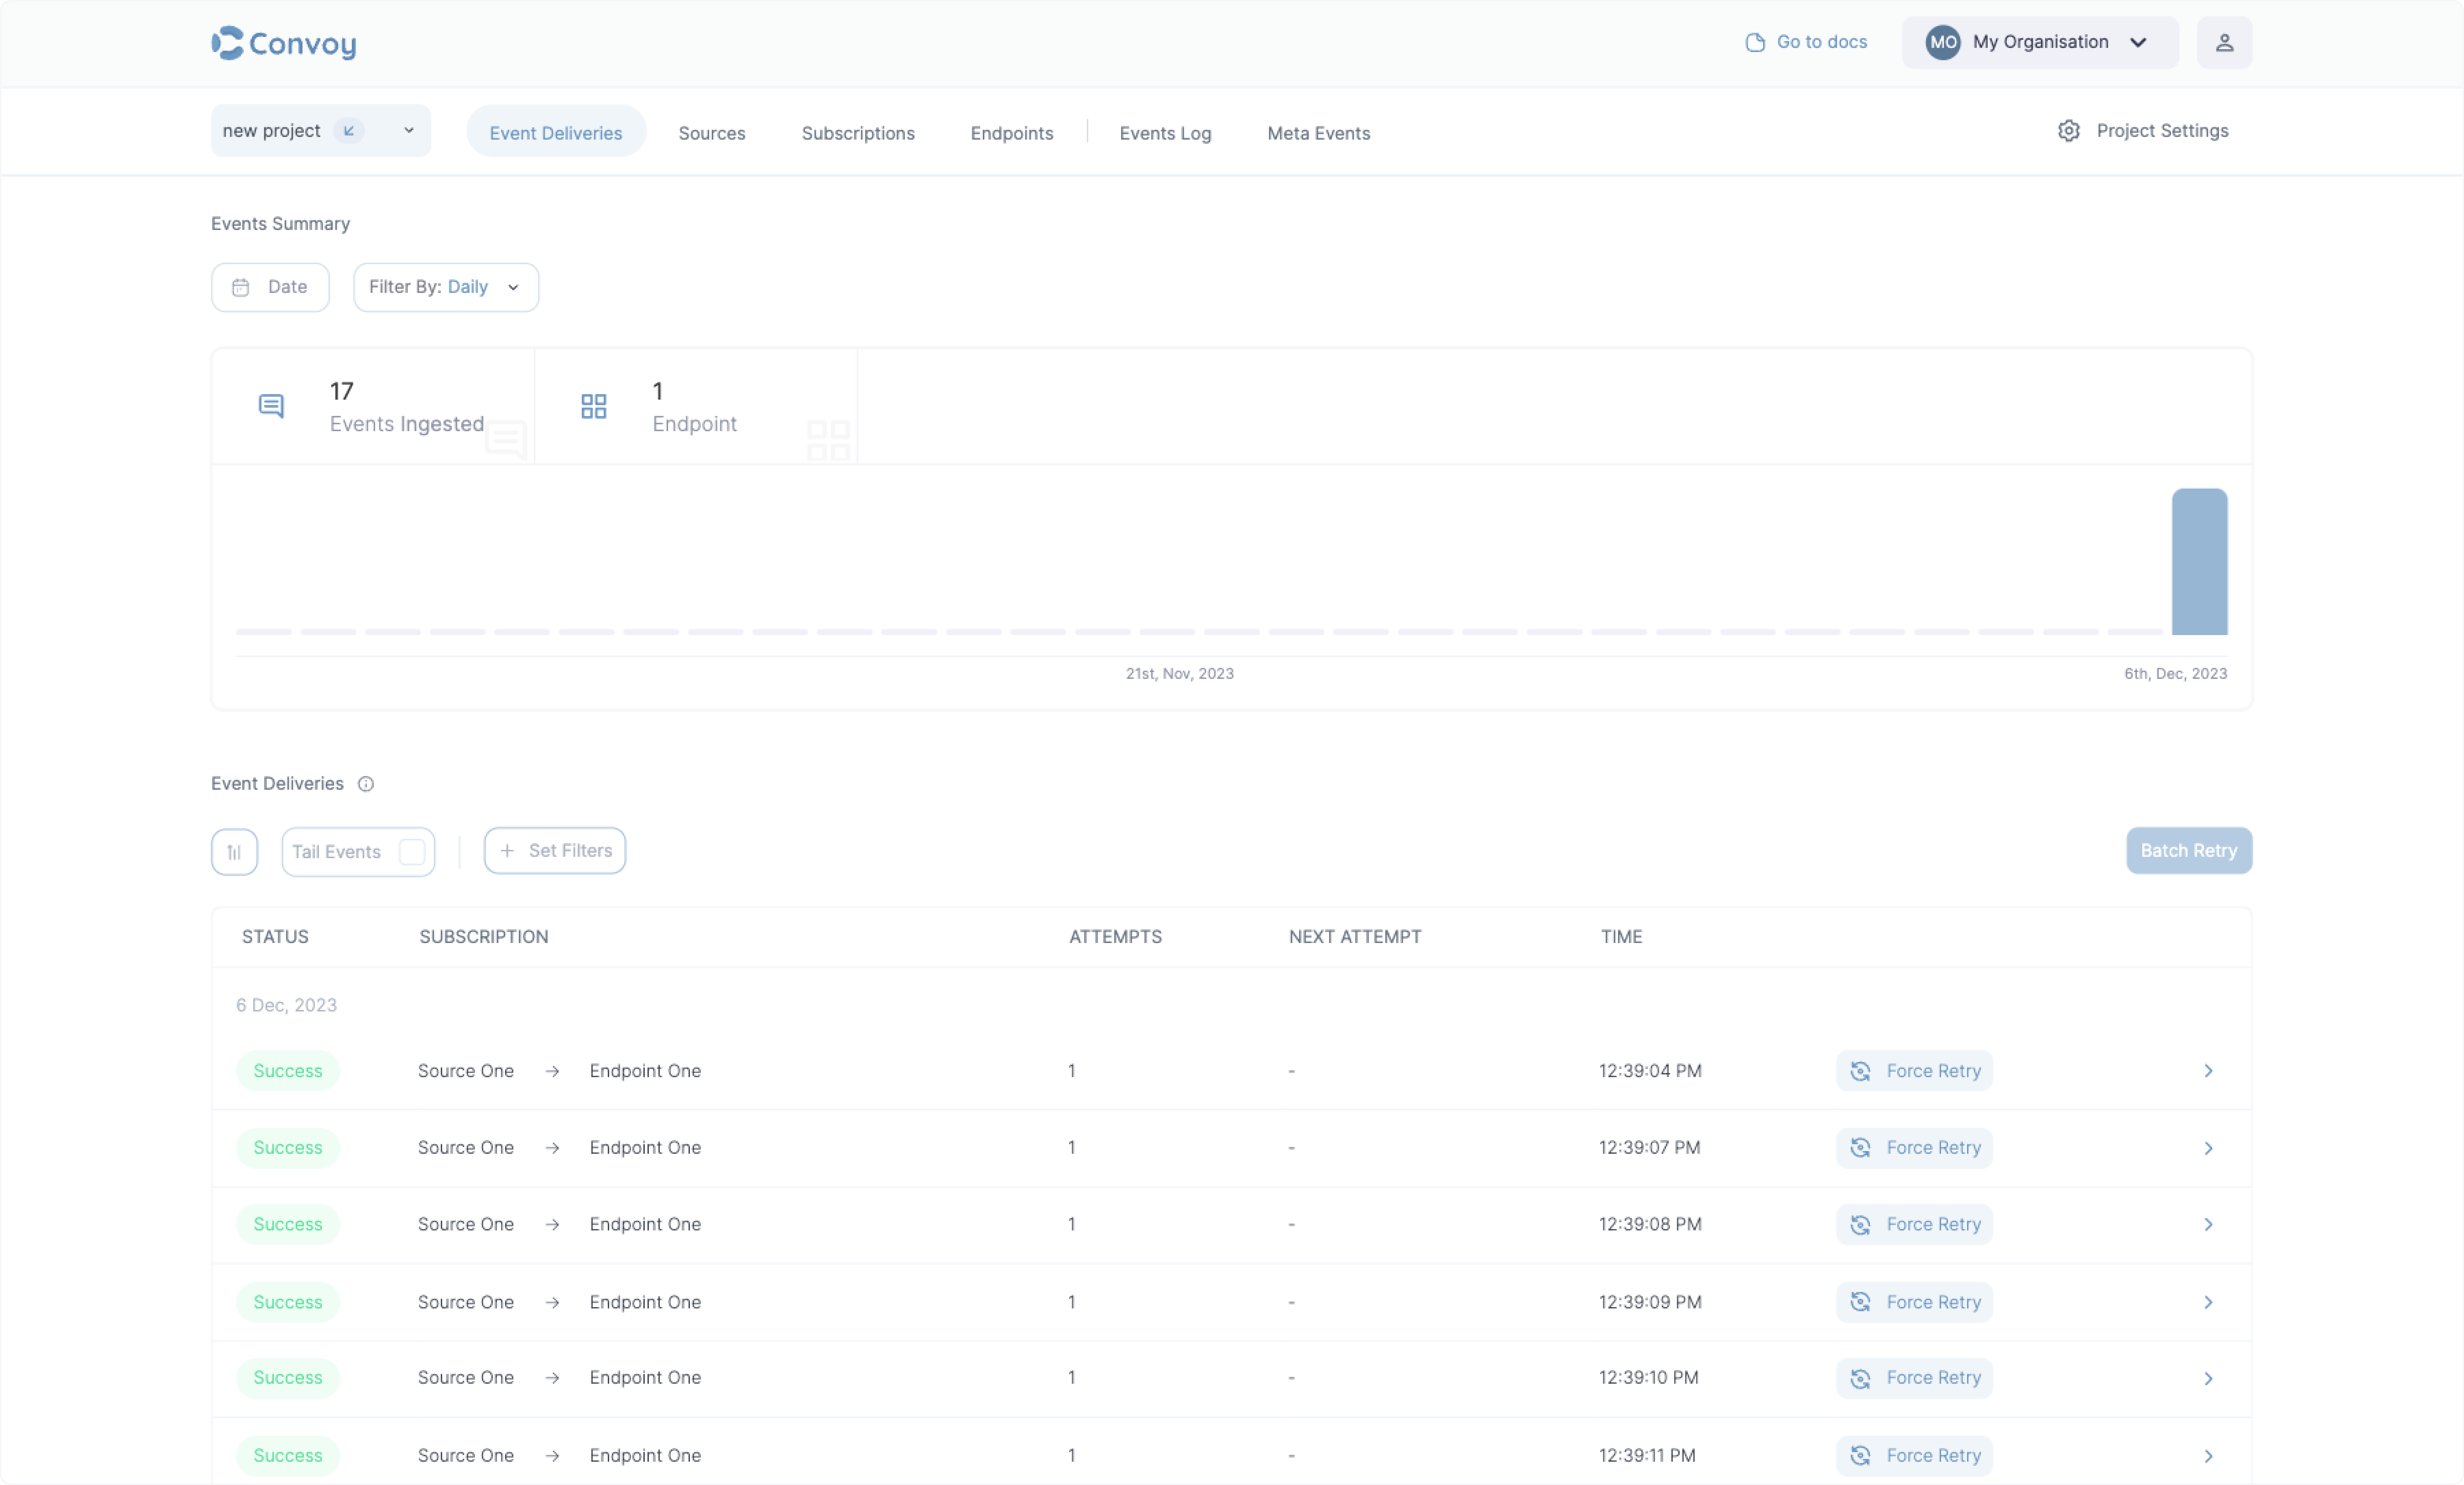 Convoy
Go to docs
MO My Organisation
new project
Event Deliveries
Sources
Subscriptions
Endpoints
Events Log
Meta Events
Project Settings
Events Summary
Date
Filter By: Daily
17
Events Ingested
1
Endpoint
21st, Nov, 2023
6th, Dec, 2023
Event Deliveries
Tail Events
+ Set Filters
Batch Retry
STATUS SUBSCRIPTION ATTEMPTS NEXT ATTEMPT TIME
6 Dec, 2023
Success Source One → Endpoint One 1 - 12:39:04 PM Force Retry
Success Source One → Endpoint One 1 - 12:39:07 PM Force Retry
Success Source One → Endpoint One 1 - 12:39:08 PM Force Retry
Success Source One → Endpoint One 1 - 12:39:09 PM Force Retry
Success Source One → Endpoint One 1 - 12:39:10 PM Force Retry
Success Source One → Endpoint One 1 - 12:39:11 PM Force Retry